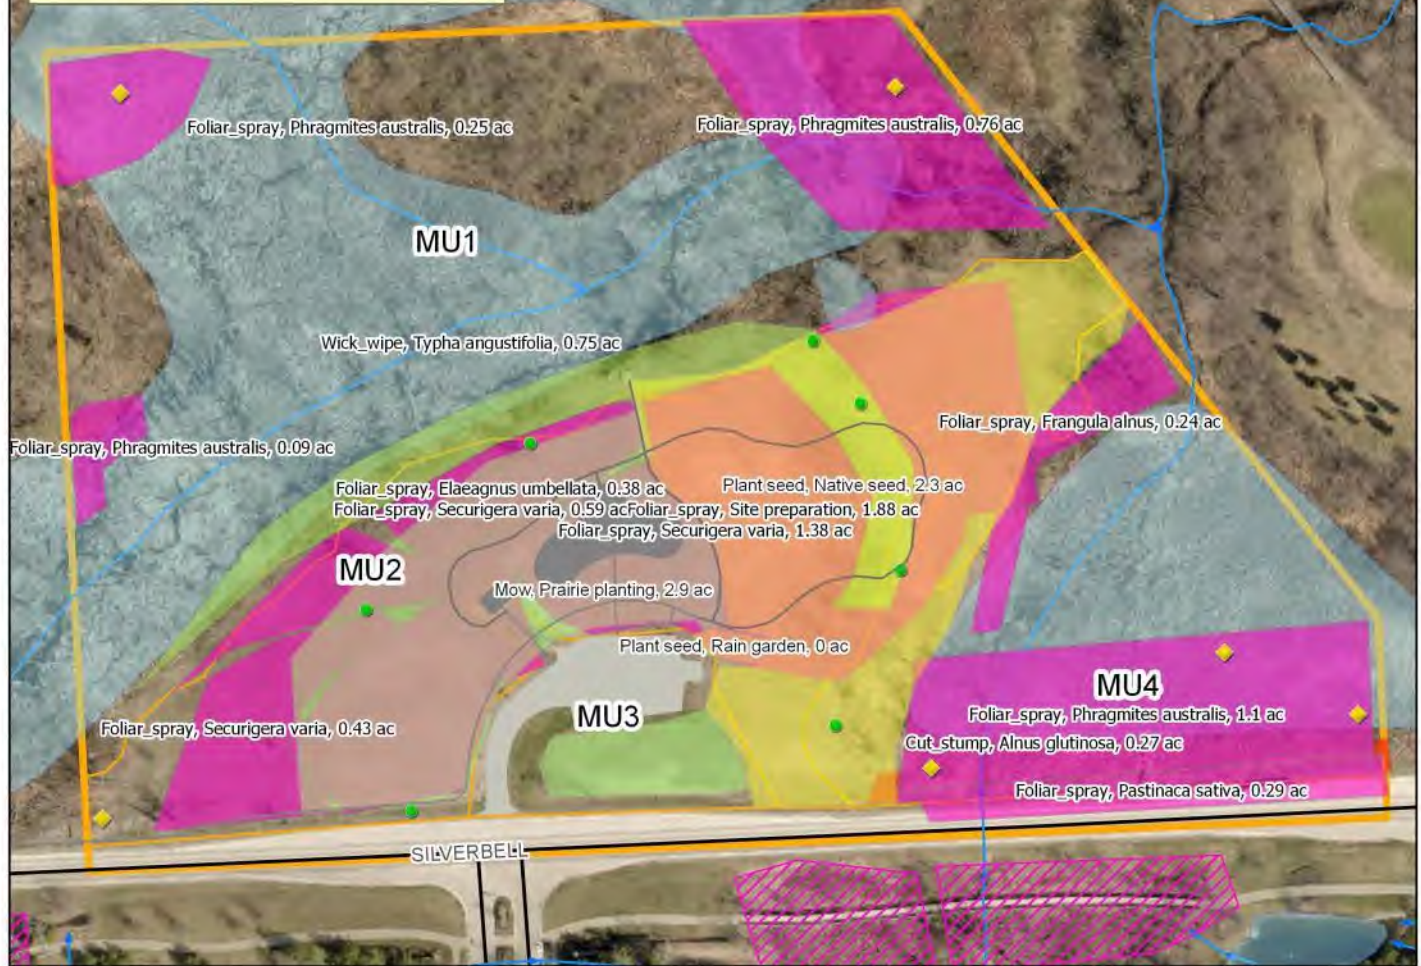 Foliar_spray, Phragmites australis, 0.25 ac
Foliar_spray, Phragmites australis, 0.76 ac
MU1
Wick_wipe, Typha angustifolia, 0.75 ac
Foliar_spray, Frangula alnus, 0.24 ac
Foliar_spray, Phragmites australis, 0.09 ac
Foliar_spray, Elaeagnus umbellata, 0.38 ac
Plant seed, Native seed, 2.3 ac
Foliar_spray, Securigera varia, 0.59 acFoliar_spray, Site preparation, 1.88 ac
Foliar_spray, Securigera varia, 1.38 ac
MU2
Mow, Prairie planting, 2.9 ac
Plant seed, Rain garden, 0 ac
MU4
MU3
Foliar_spray, Phragmites australis, 1.1 ac
Foliar_spray, Securigera varia, 0.43 ac
Cut_stump, Alnus glutinosa, 0.27 ac
Foliar_spray, Pastinaca sativa, 0.29 ac
SILVERBELL